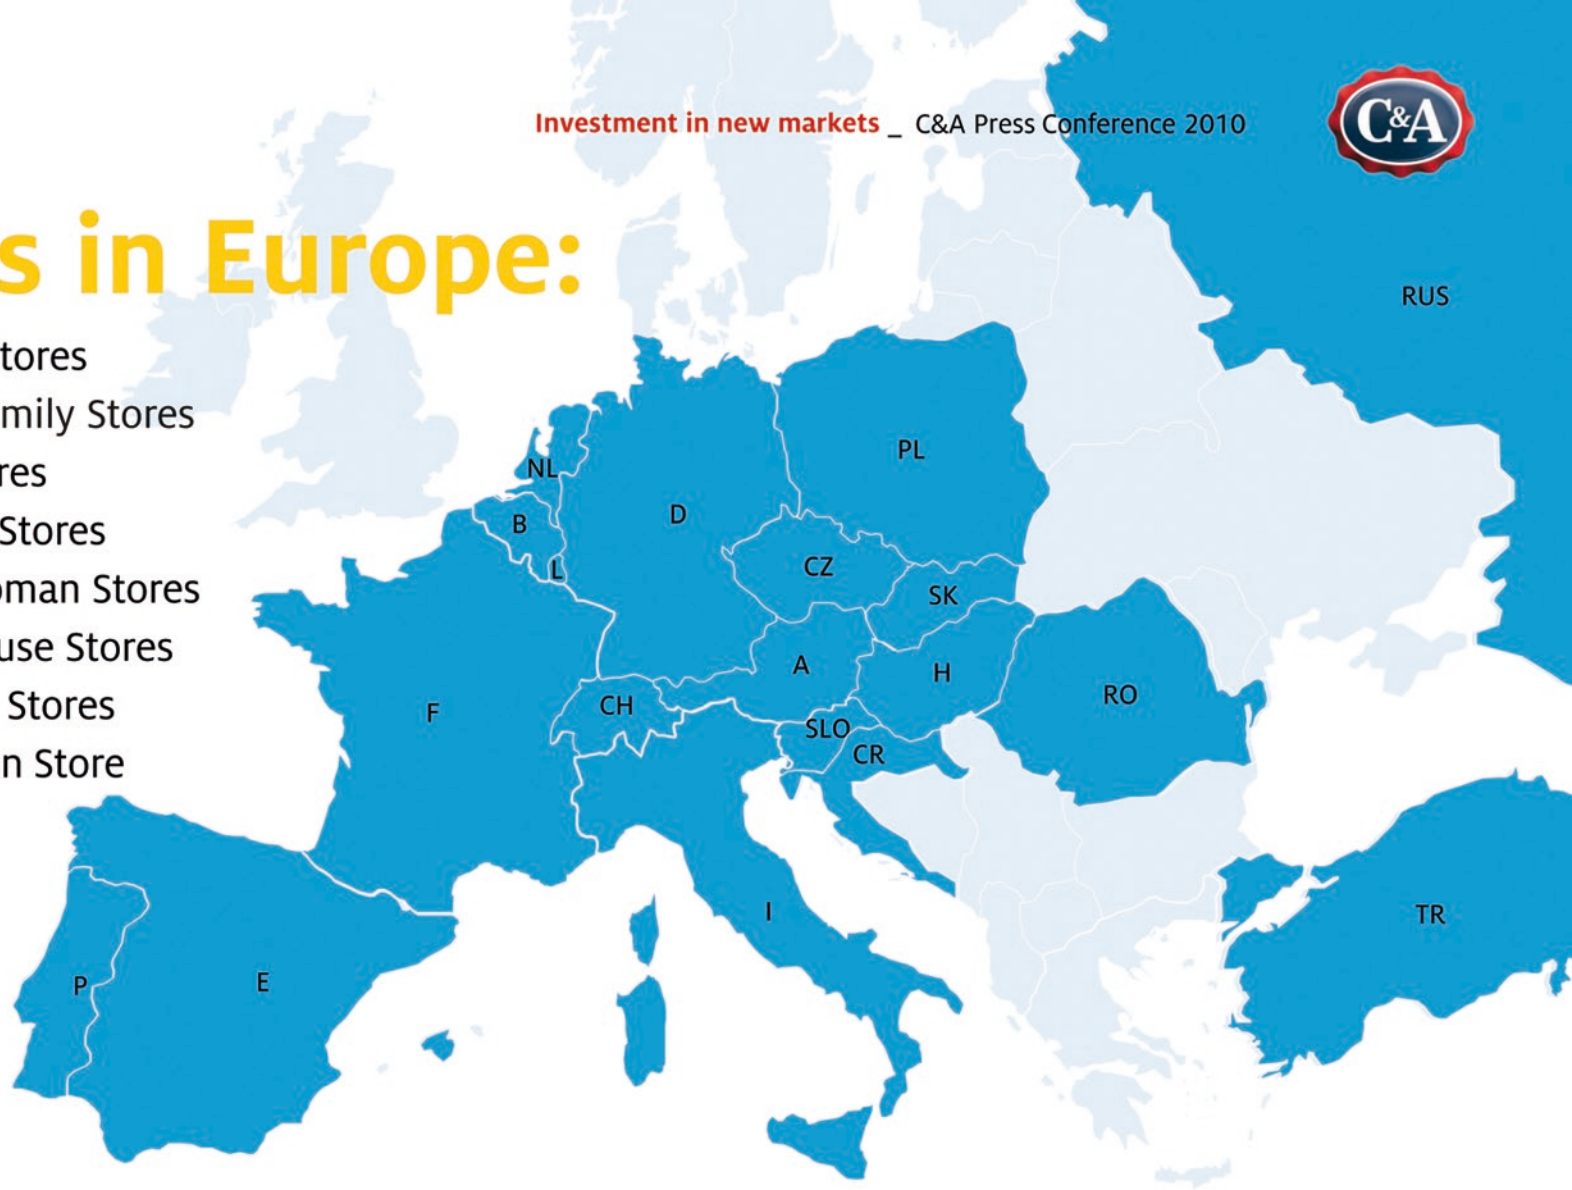 Investment in new markets _ C&A Press Conference 2010
C&A
s in Europe:
tores
mily Stores
res
Stores
oman Stores
use Stores
Stores
n Store
RUS
PL
NL
B
D
L
CZ
SK
A
H
CH
F
RO
SLO
CR
I
TR
P
E